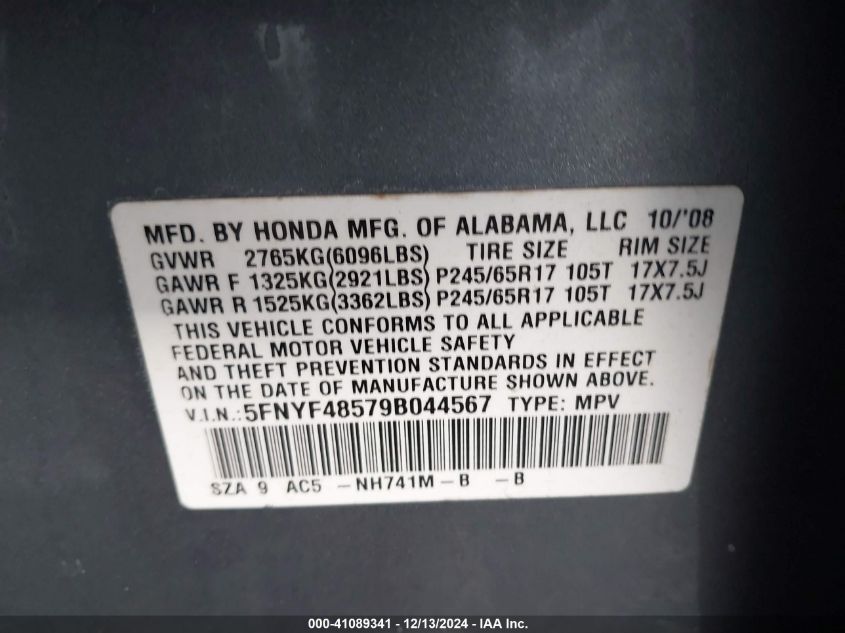 MFD. BY HONDA MFG. OF ALABAMA, LLC 10/'08
GVWR 2765KG(6096LBS) TIRE SIZE RIM SIZE
GAWR F 1325KG(2921LBS) P245/65R17 105T 17X7.5J
GAWR R 1525KG(3362LBS) P245/65R17 105T 17X7.5J
THIS VEHICLE CONFORMS TO ALL APPLICABLE
FEDERAL MOTOR VEHICLE SAFETY
AND THEFT PREVENTION STANDARDS IN EFFECT
ON THE DATE OF MANUFACTURE SHOWN ABOVE.
V.I.N.:5FNYF48579B044567 TYPE: MPV
SZA 9 AC5 -NH741M-B -B
000-41089341 - 12/13/2024 - IAA Inc.